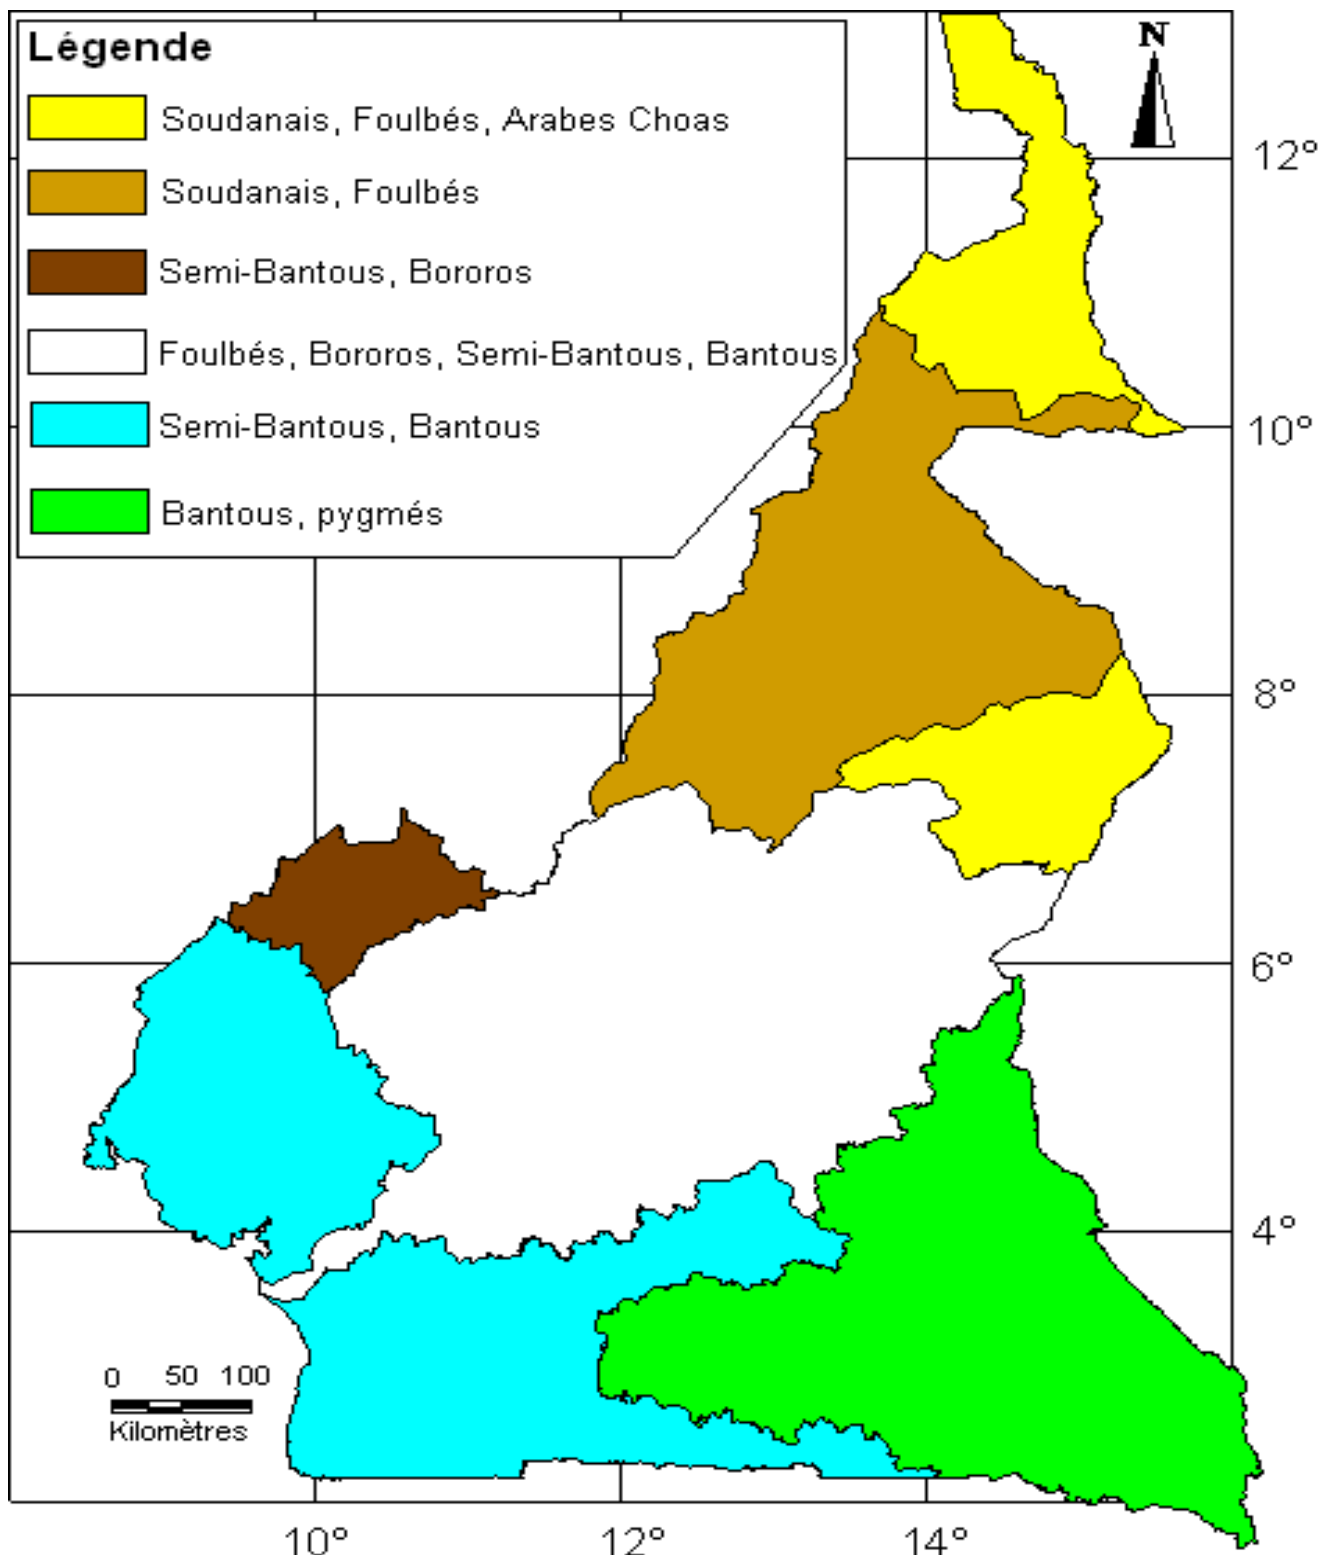 Légende
Soudanais, Foulbés, Arabes Choas
Soudanais, Foulbés
Semi-Bantous, Bororos
Foulbés, Bororos, Semi-Bantous, Bantous
Semi-Bantous, Bantous
Bantous, pygmés
N
12°
10°
8°
6°
4°
0 50 100
Kilomètres
10° 12° 14°